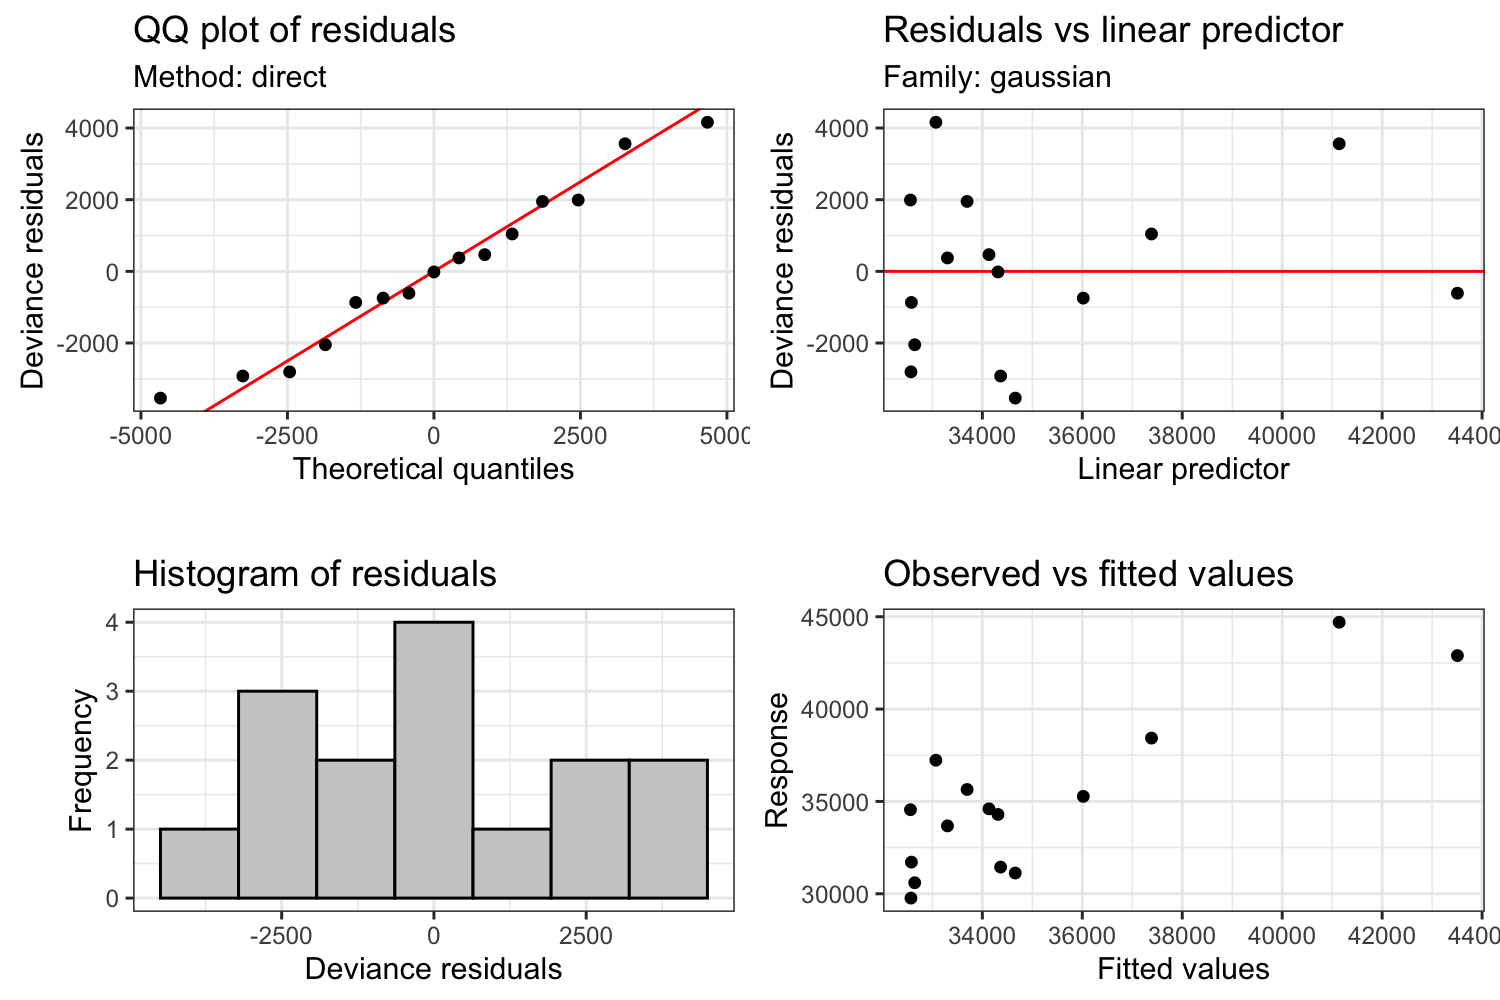 QQ plot of residuals
Method: direct
4000
2000
0
-2000
Deviance residuals
-5000 -2500 0 2500 5000
Theoretical quantiles
Residuals vs linear predictor
Family: gaussian
4000
2000
0
-2000
Deviance residuals
34000 36000 38000 40000 42000 4400
Linear predictor
Histogram of residuals
4
3
2
1
0
Frequency
-2500 0 2500
Deviance residuals
Observed vs fitted values
45000
40000
35000
30000
Response
34000 36000 38000 40000 42000 4400
Fitted values